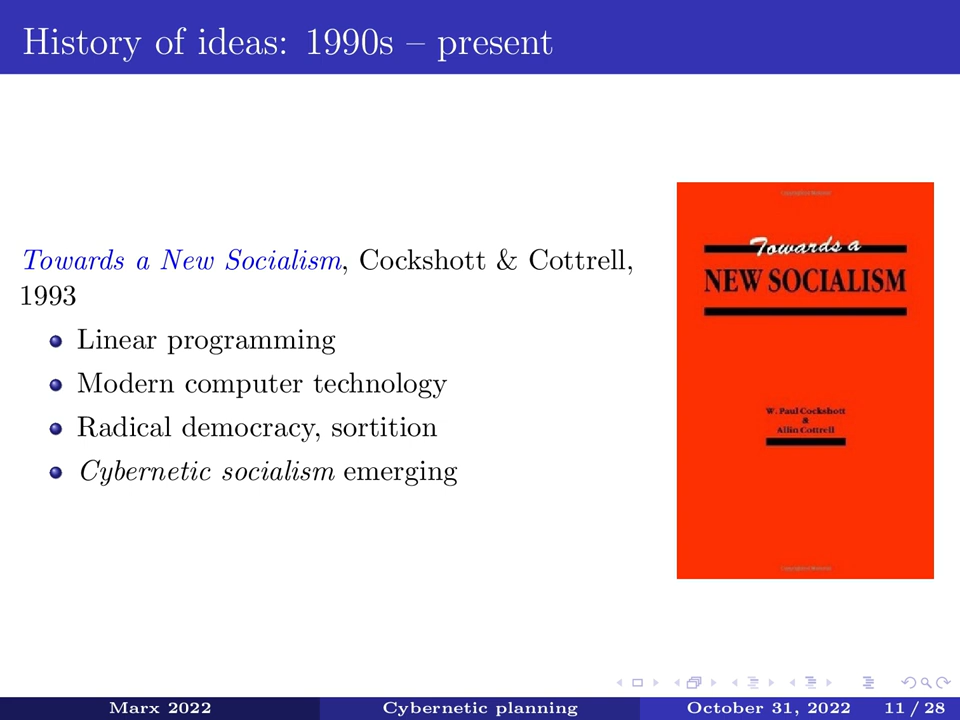 History of ideas: 1990s – present
Towards a New Socialism, Cockshott & Cottrell,
1993
Linear programming
Modern computer technology
Radical democracy, sortition
Cybernetic socialism emerging
Towards a
NEW SOCIALISM
W. Paul Cockshott
&
Allin Cottrell
Marx 2022 Cybernetic planning October 31, 2022 11 / 28